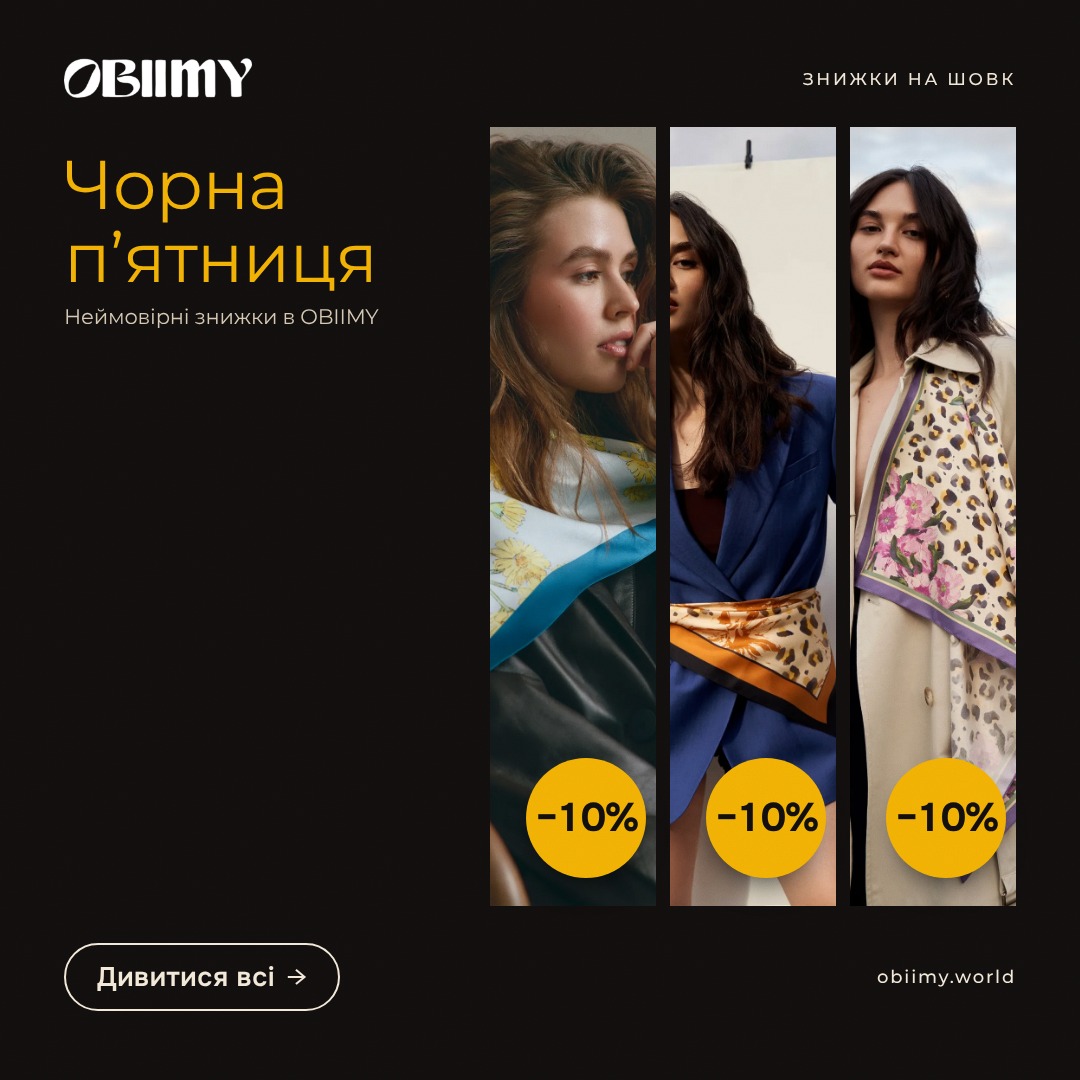 OBIIMY
ЗНИЖКИ НА ШОВК
Чорна
п’ятниця
Неймовірні знижки в OBIIMY
-10%
-10%
-10%
Дивитися всі →
obiimy.world